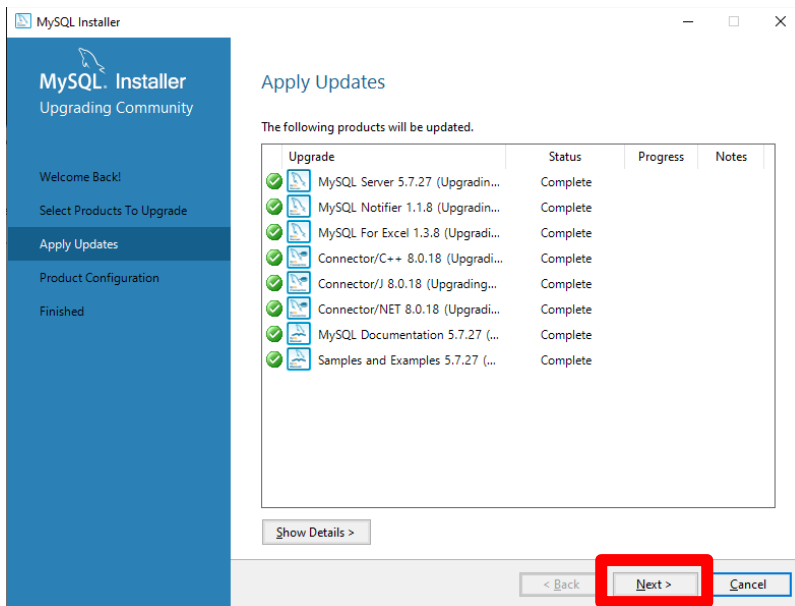 MySQL Installer
MySQL. Installer
Upgrading Community
Welcome Back!
Select Products To Upgrade
Apply Updates
Product Configuration
Finished
Apply Updates
The following products will be updated.
Upgrade Status Progress Notes
MySQL Server 5.7.27 (Upgradin... Complete
MySQL Notifier 1.1.8 (Upgradin... Complete
MySQL For Excel 1.3.8 (Upgradi... Complete
Connector/C++ 8.0.18 (Upgradi... Complete
Connector/J 8.0.18 (Upgrading... Complete
Connector/NET 8.0.18 (Upgradi... Complete
MySQL Documentation 5.7.27 (... Complete
Samples and Examples 5.7.27 (... Complete
Show Details >
< Back Next > Cancel